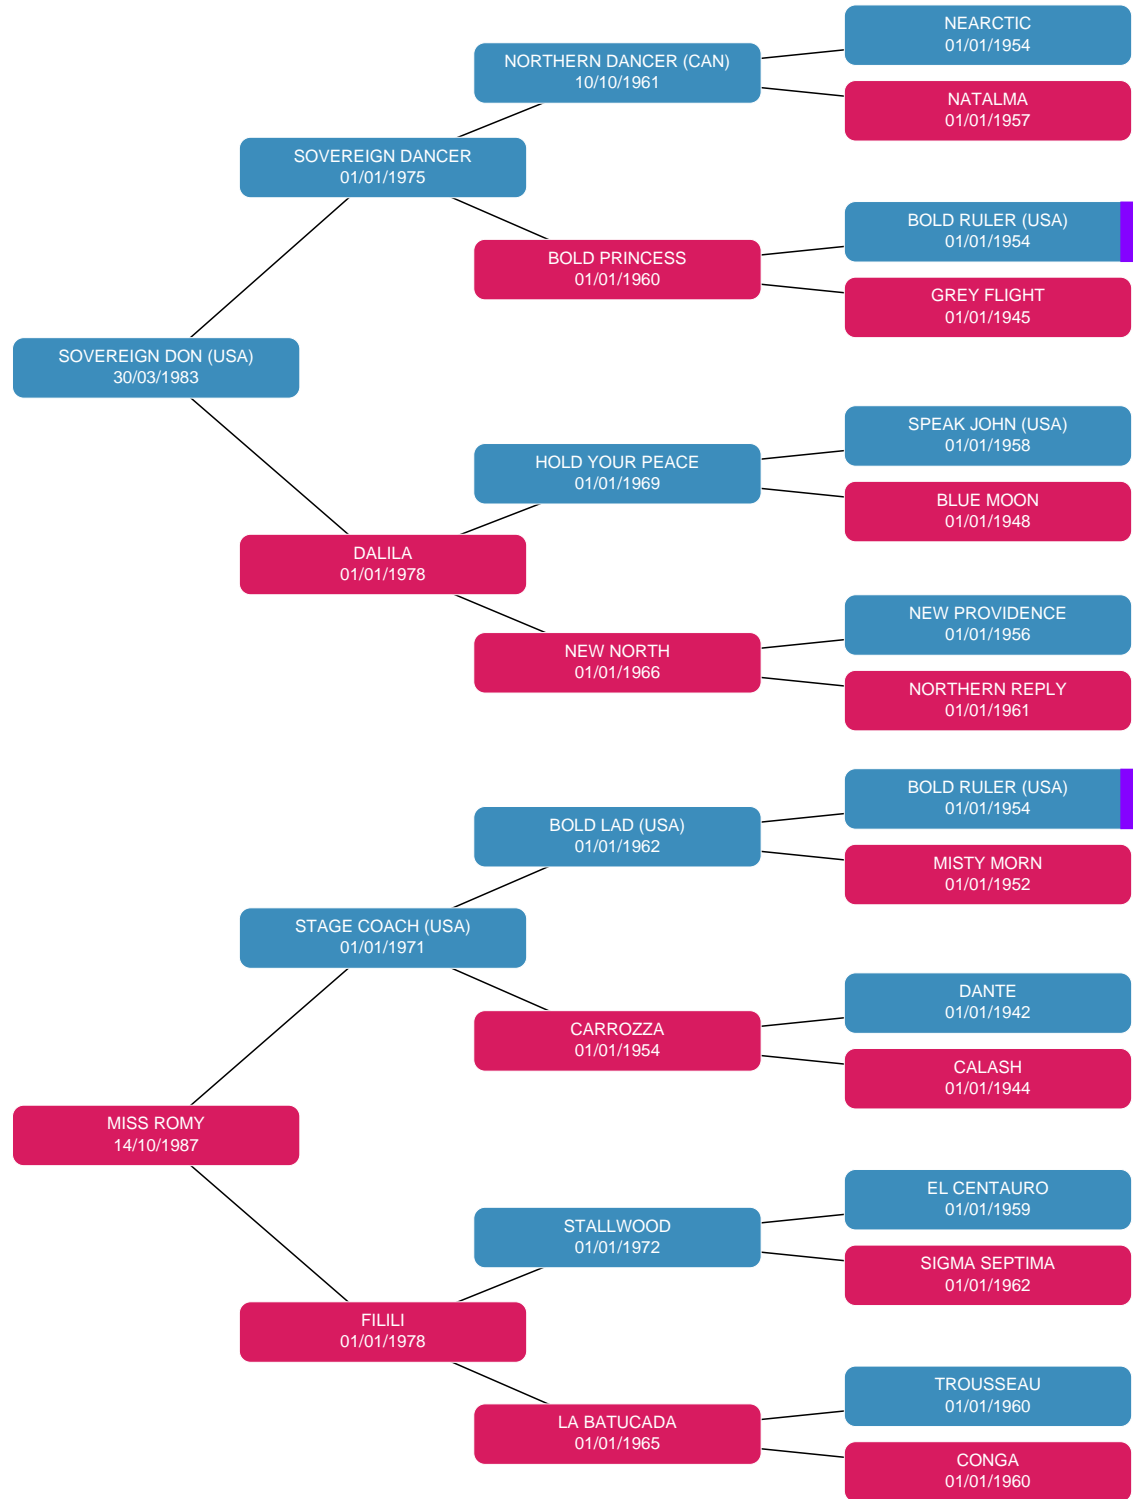 NEARCTIC
01/01/1954
NORTHERN DANCER (CAN)
10/10/1961
NATALMA
01/01/1957
SOVEREIGN DANCER
01/01/1975
BOLD RULER (USA)
01/01/1954
BOLD PRINCESS
01/01/1960
GREY FLIGHT
01/01/1945
SOVEREIGN DON (USA)
30/03/1983
SPEAK JOHN (USA)
01/01/1958
HOLD YOUR PEACE
01/01/1969
BLUE MOON
01/01/1948
DALILA
01/01/1978
NEW PROVIDENCE
01/01/1956
NEW NORTH
01/01/1966
NORTHERN REPLY
01/01/1961
BOLD RULER (USA)
01/01/1954
BOLD LAD (USA)
01/01/1962
MISTY MORN
01/01/1952
STAGE COACH (USA)
01/01/1971
DANTE
01/01/1942
CARROZZA
01/01/1954
CALASH
01/01/1944
MISS ROMY
14/10/1987
EL CENTAURO
01/01/1959
STALLWOOD
01/01/1972
SIGMA SEPTIMA
01/01/1962
FILILI
01/01/1978
TROUSSEAU
01/01/1960
LA BATUCADA
01/01/1965
CONGA
01/01/1960